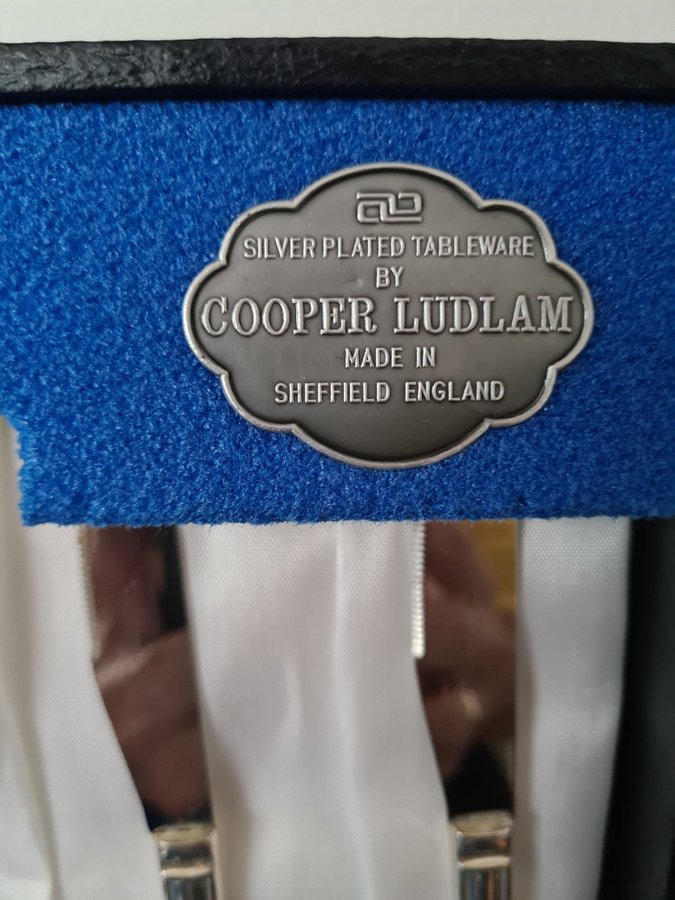 SILVER PLATED TABLEWARE
BY
COOPER LUDLAM
MADE IN
SHEFFIELD ENGLAND